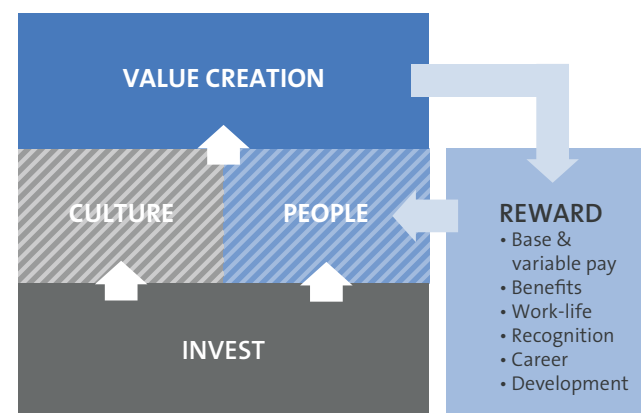 VALUE CREATION
CULTURE
PEOPLE
INVEST
REWARD
• Base &
variable pay
• Benefits
• Work-life
• Recognition
• Career
• Development